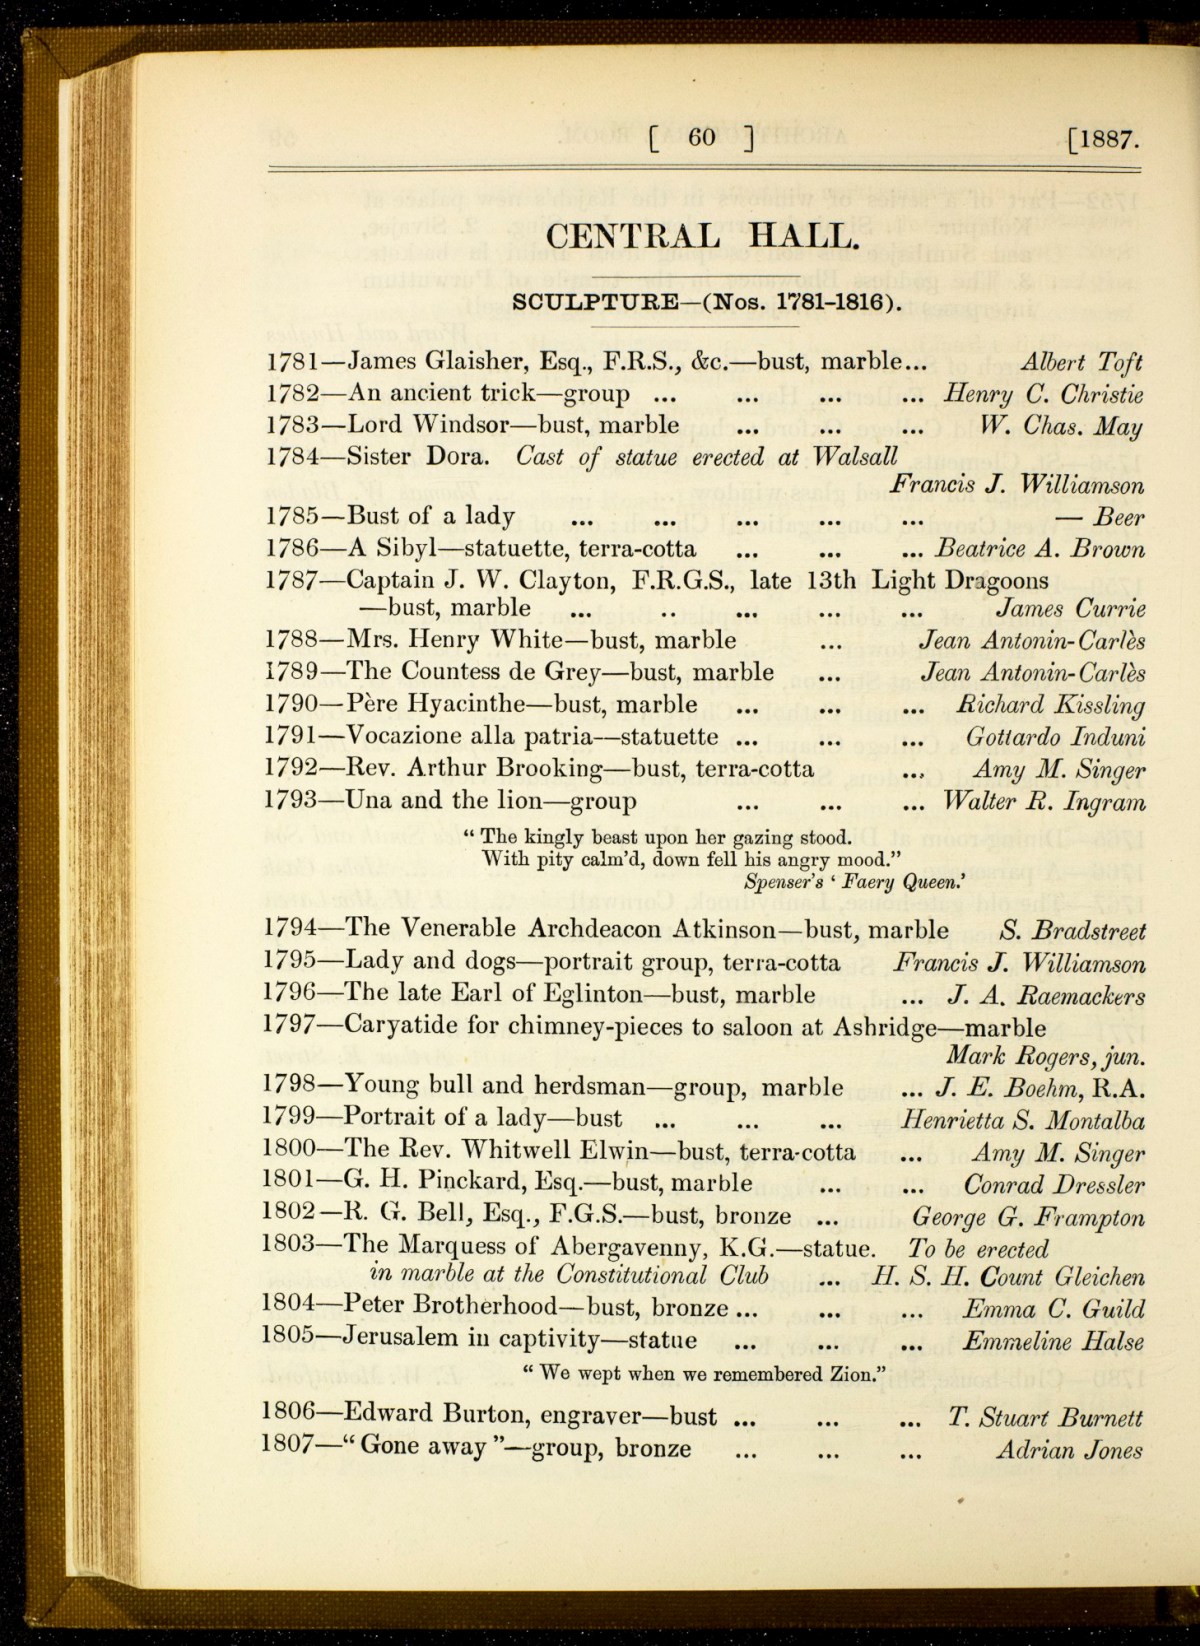 [ 60 ] [1887.
CENTRAL HALL.
SCULPTURE—(Nos. 1781–1816).
1781—James Glaisher, Esq., F.R.S., &c.—bust, marble... Albert Toft
1782—An ancient trick—group ... ... ... ... Henry C. Christie
1783—Lord Windsor—bust, marble ... ... ... W. Chas. May
1784—Sister Dora. Cast of statue erected at Walsall
Francis J. Williamson
1785—Bust of a lady ... ... ... ... ... — Beer
1786—A Sibyl—statuette, terra-cotta ... ... ... Beatrice A. Brown
1787—Captain J. W. Clayton, F.R.G.S., late 13th Light Dragoons
—bust, marble ... .. ... ... ... James Currie
1788—Mrs. Henry White—bust, marble ... Jean Antonin-Carlès
1789—The Countess de Grey—bust, marble ... Jean Antonin-Carlès
1790—Père Hyacinthe—bust, marble ... ... ... Richard Kissling
1791—Vocazione alla patria—statuette ... ... ... Gottardo Induni
1792—Rev. Arthur Brooking—bust, terra-cotta ... Amy M. Singer
1793—Una and the lion—group ... ... ... Walter R. Ingram
“ The kingly beast upon her gazing stood.
With pity calm’d, down fell his angry mood.”
Spenser’s ‘ Faery Queen.’
1794—The Venerable Archdeacon Atkinson—bust, marble S. Bradstreet
1795—Lady and dogs—portrait group, terra-cotta Francis J. Williamson
1796—The late Earl of Eglinton—bust, marble ... J. A. Raemackers
1797—Caryatide for chimney-pieces to saloon at Ashridge—marble
Mark Rogers, jun.
1798—Young bull and herdsman—group, marble ... J. E. Boehm, R.A.
1799—Portrait of a lady—bust ... ... ... Henrietta S. Montalba
1800—The Rev. Whitwell Elwin—bust, terra-cotta ... Amy M. Singer
1801—G. H. Pinckard, Esq.—bust, marble ... ... Conrad Dressler
1802—R. G. Bell, Esq., F.G.S.—bust, bronze ... George G. Frampton
1803—The Marquess of Abergavenny, K.G.—statue. To be erected
in marble at the Constitutional Club ... H. S. H. Count Gleichen
1804—Peter Brotherhood—bust, bronze ... ... ... Emma C. Guild
1805—Jerusalem in captivity—statue ... ... ... Emmeline Halse
“ We wept when we remembered Zion.”
1806—Edward Burton, engraver—bust ... ... ... T. Stuart Burnett
1807—“ Gone away ”—group, bronze ... ... ... Adrian Jones